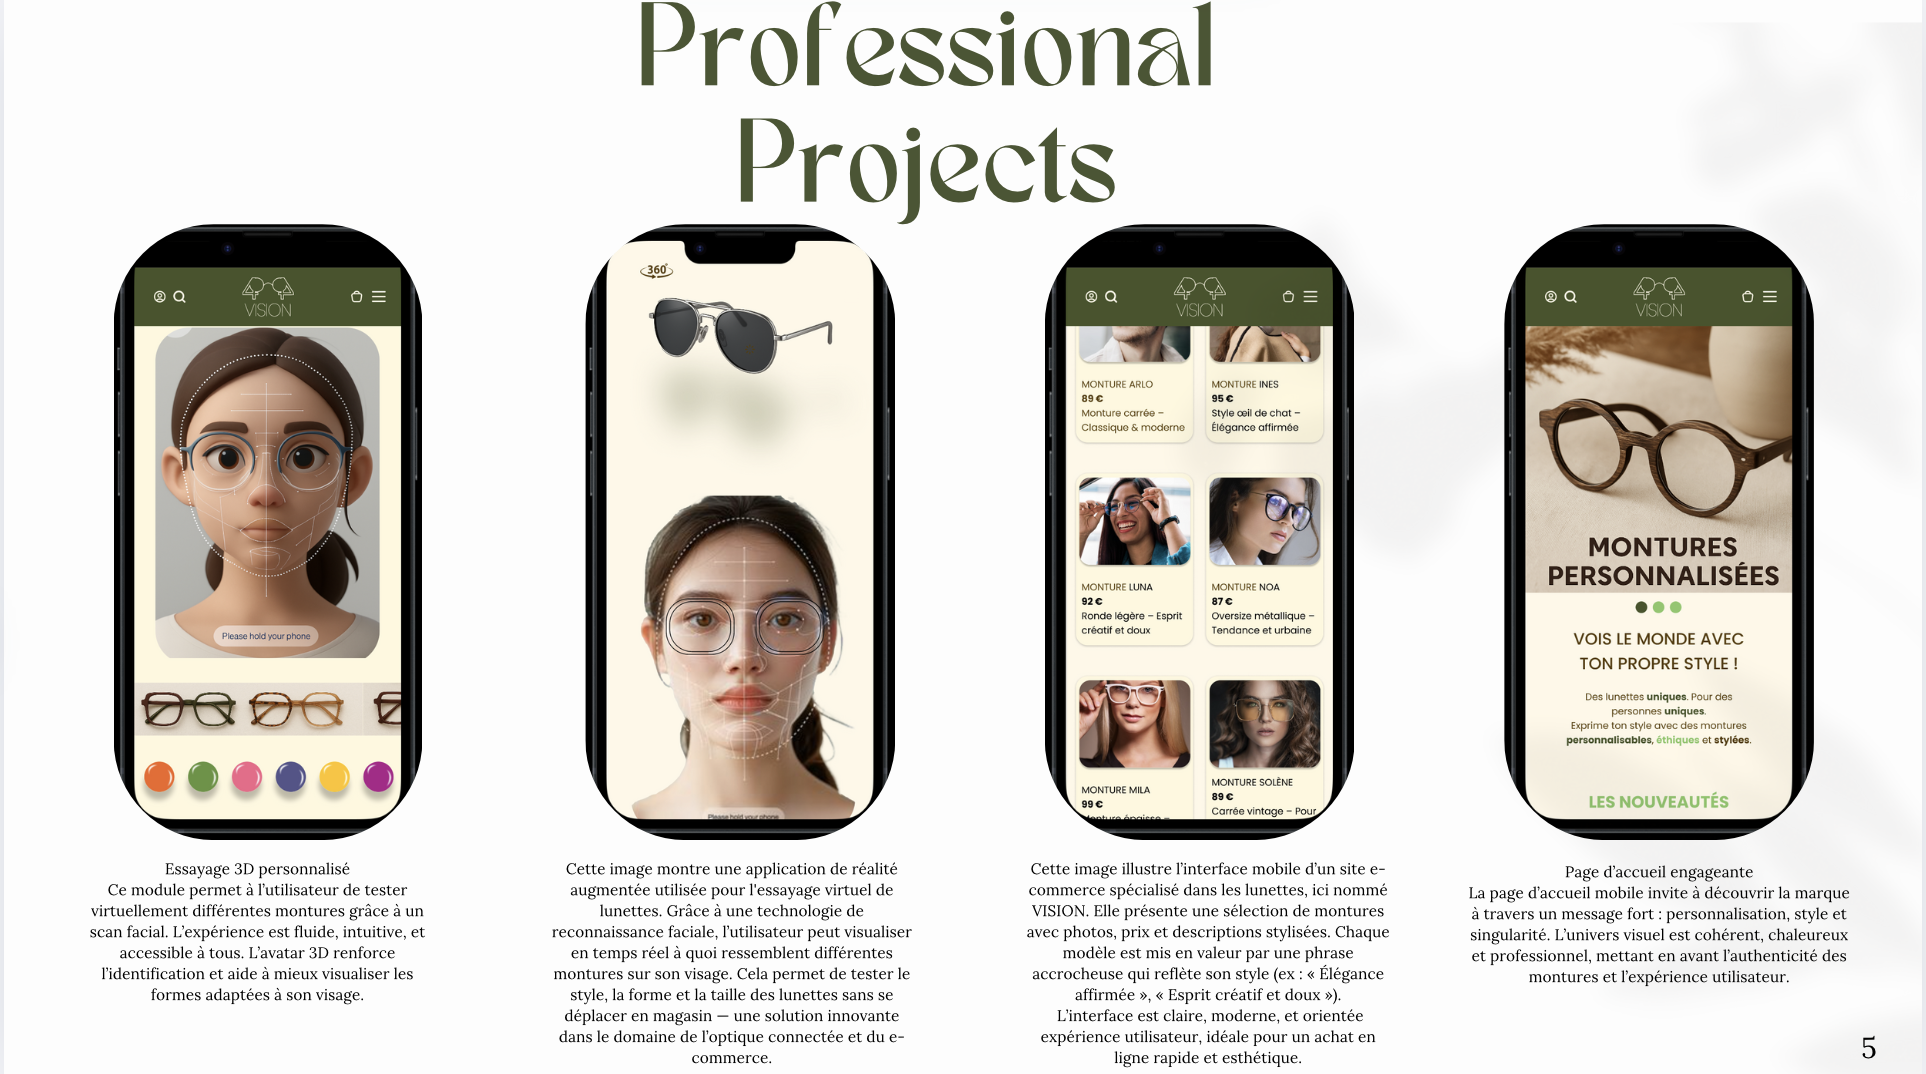 Professional
Projects
VISION
Please hold your phone
360°
Please hold your phone
VISION
MONTURE ARLO
89 €
Monture carrée –
Classique & moderne
MONTURE INES
95 €
Style œil de chat –
Élégance affirmée
MONTURE LUNA
92 €
Ronde légère – Esprit
créatif et doux
MONTURE NOA
87 €
Oversize métallique –
Tendance et urbaine
MONTURE MILA
99 €
Monture épaisse –
MONTURE SOLÈNE
89 €
Carrée vintage – Pour
VISION
MONTURES
PERSONNALISÉES
VOIS LE MONDE AVEC
TON PROPRE STYLE !
Des lunettes uniques. Pour des
personnes uniques.
Exprime ton style avec des montures
personnalisables, éthiques et stylées.
LES NOUVEAUTÉS
Essayage 3D personnalisé
Ce module permet à l’utilisateur de tester
virtuellement différentes montures grâce à un
scan facial. L’expérience est fluide, intuitive, et
accessible à tous. L’avatar 3D renforce
l’identification et aide à mieux visualiser les
formes adaptées à son visage.
Cette image montre une application de réalité
augmentée utilisée pour l'essayage virtuel de
lunettes. Grâce à une technologie de
reconnaissance faciale, l’utilisateur peut visualiser
en temps réel à quoi ressemblent différentes
montures sur son visage. Cela permet de tester le
style, la forme et la taille des lunettes sans se
déplacer en magasin — une solution innovante
dans le domaine de l’optique connectée et du e-
commerce.
Cette image illustre l’interface mobile d’un site e-
commerce spécialisé dans les lunettes, ici nommé
VISION. Elle présente une sélection de montures
avec photos, prix et descriptions stylisées. Chaque
modèle est mis en valeur par une phrase
accrocheuse qui reflète son style (ex : « Élégance
affirmée », « Esprit créatif et doux »).
L’interface est claire, moderne, et orientée
expérience utilisateur, idéale pour un achat en
ligne rapide et esthétique.
Page d’accueil engageante
La page d’accueil mobile invite à découvrir la marque
à travers un message fort : personnalisation, style et
singularité. L’univers visuel est cohérent, chaleureux
et professionnel, mettant en avant l’authenticité des
montures et l’expérience utilisateur.
5